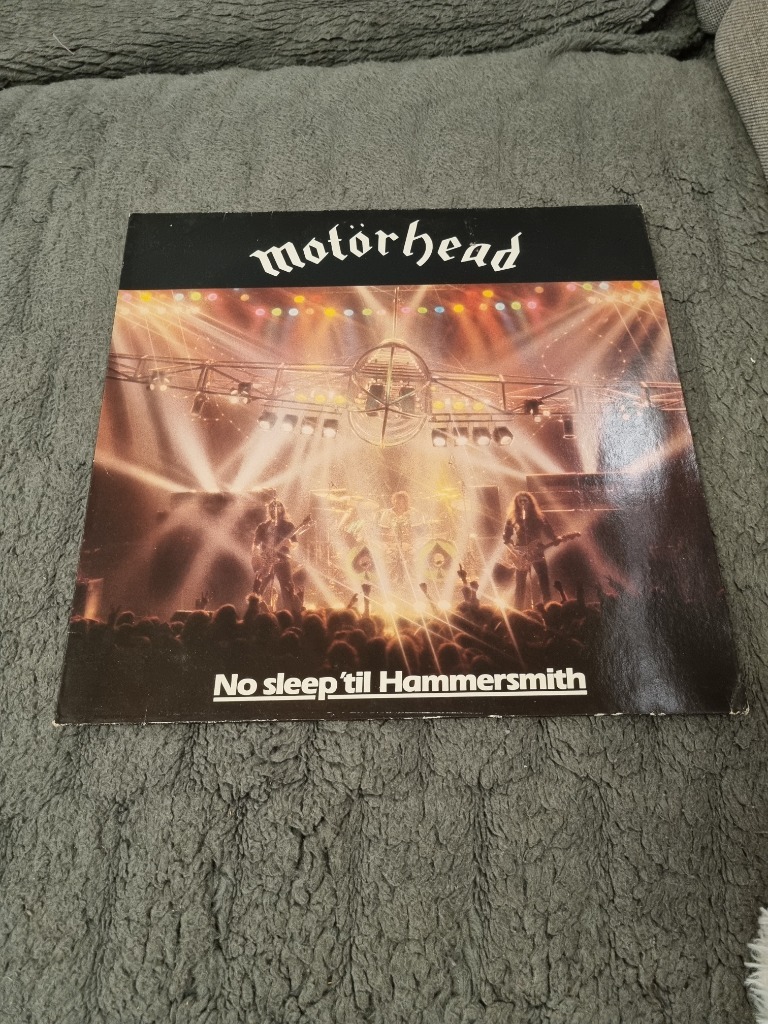 motörhead
No sleep 'til Hammersmith